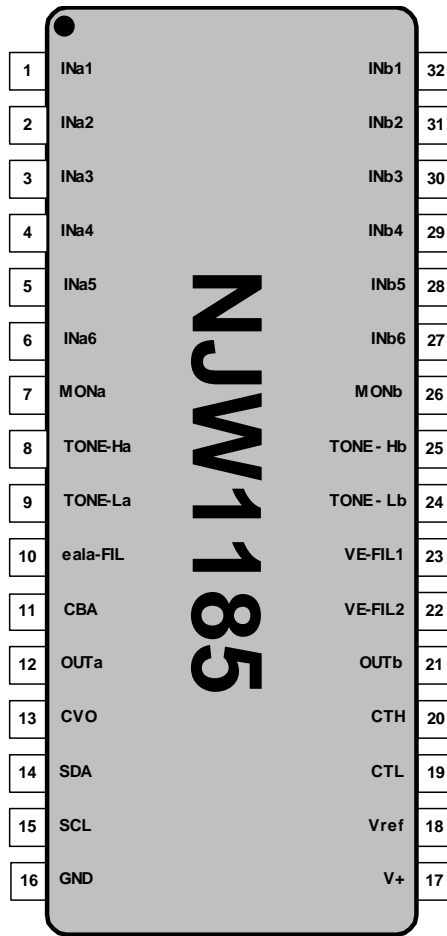 1 INa1 INb1 32
2 INa2 INb2 31
3 INa3 INb3 30
4 INa4 INb4 29
5 INa5 INb5 28
6 INa6 INb6 27
7 MONa MONb 26
8 TONE-Ha TONE - Hb 25
9 TONE-La TONE - Lb 24
10 eala-FIL VE-FIL1 23
11 CBA VE-FIL2 22
12 OUTa OUTb 21
13 CVO CTH 20
14 SDA CTL 19
15 SCL Vref 18
16 GND V+ 17
NJW1185